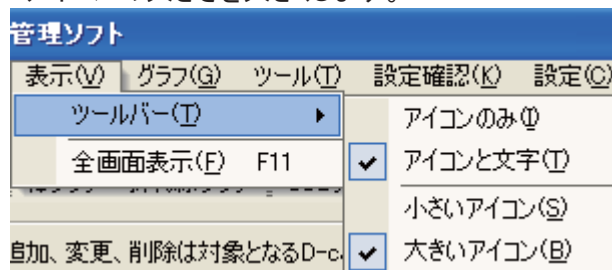 管理ソフト
表示(V) グラフ(G) ツール(T) 設定確認(K) 設定(C)
ツールバー(T)
全画面表示(F) F11
アイコンのみ(I)
アイコンと文字(T)
小さいアイコン(S)
大きいアイコン(B)
追加、変更、削除は対象となるD-c